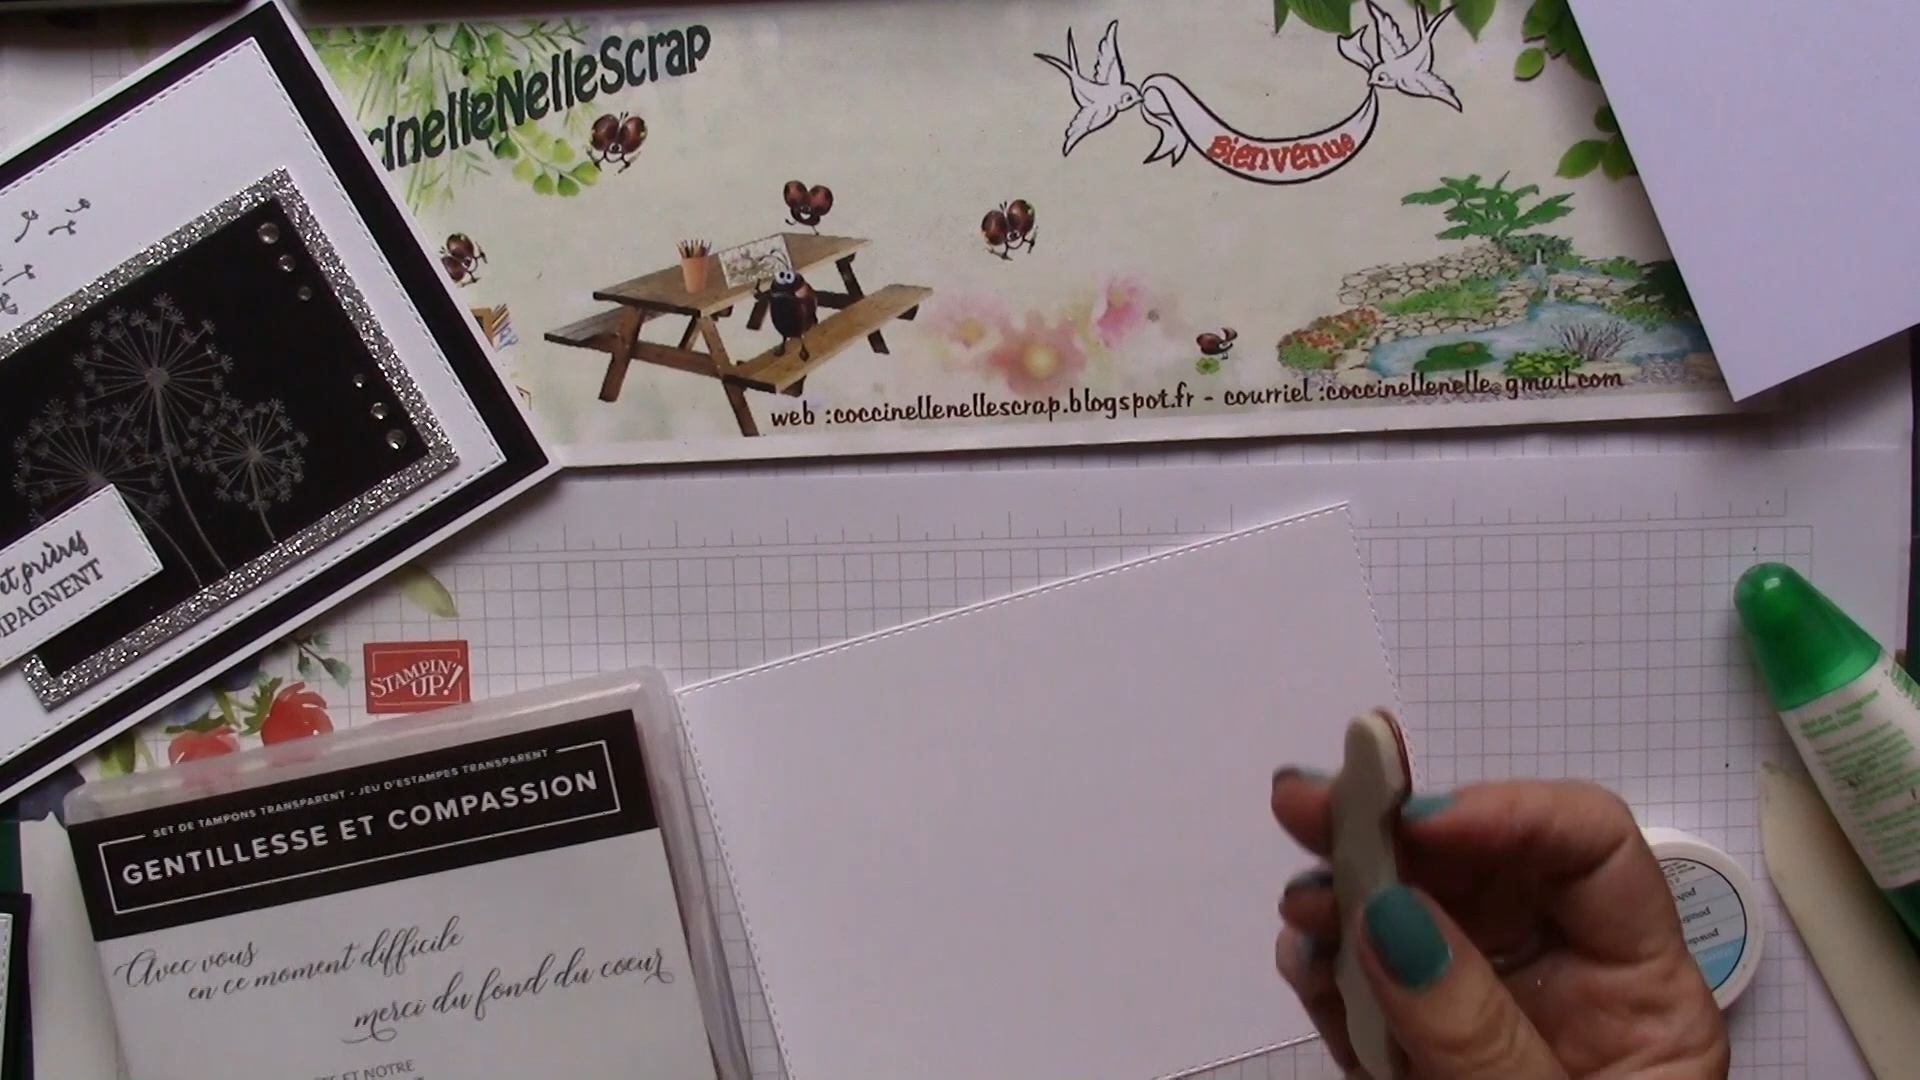 cinelleNelleScrap
Bienvenue
web :coccinellenellescrap.blogspot.fr - courriel :coccinellenelle@gmail.com
et prières
MPAGNENT
STAMPIN' UP!
SET DE TAMPONS TRANSPARENT • JEU D'ESTAMPES TRANSPARENT
GENTILLESSE ET COMPASSION
Avec vous
en ce moment difficile
merci du fond du coeur
ET NOTRE